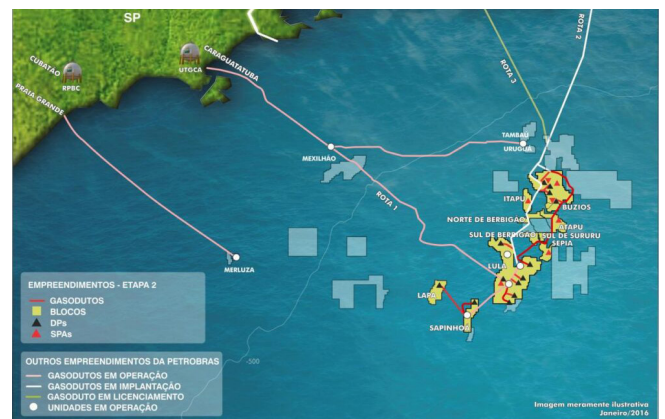 SP
ROTA 2
ROTA 3
CUBATÃO
RPBC
UTGCA
CARAGUATATUBA
PRAIA GRANDE
MEXILHÃO
TAMBAÚ
URUGUÁ
ROTA 1
ITAPU
BÚZIOS
NORTE DE BERBIGÃO
ATAPU
SUL DE BERBIGÃO
SUL DE SURURU
SEPIA
LULA
MERLUZA
LAPA
SAPINHOÁ
-500
EMPREENDIMENTOS - ETAPA 2
GASODUTOS
BLOCOS
DPs
SPAs
OUTROS EMPREENDIMENTOS DA PETROBRAS
GASODUTOS EM OPERAÇÃO
GASODUTOS EM IMPLANTAÇÃO
GASODUTO EM LICENCIAMENTO
UNIDADES EM OPERAÇÃO
Imagem meramente ilustrativa
Janeiro/2016